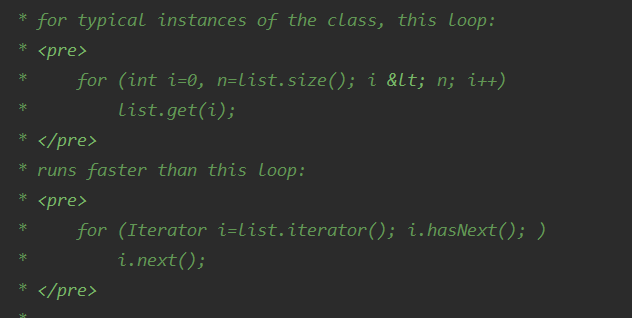 * for typical instances of the class, this loop:
* <pre>
*     for (int i=0, n=list.size(); i &lt; n; i++)
*         list.get(i);
* </pre>
* runs faster than this loop:
* <pre>
*     for (Iterator i=list.iterator(); i.hasNext(); )
*         i.next();
* </pre>
*